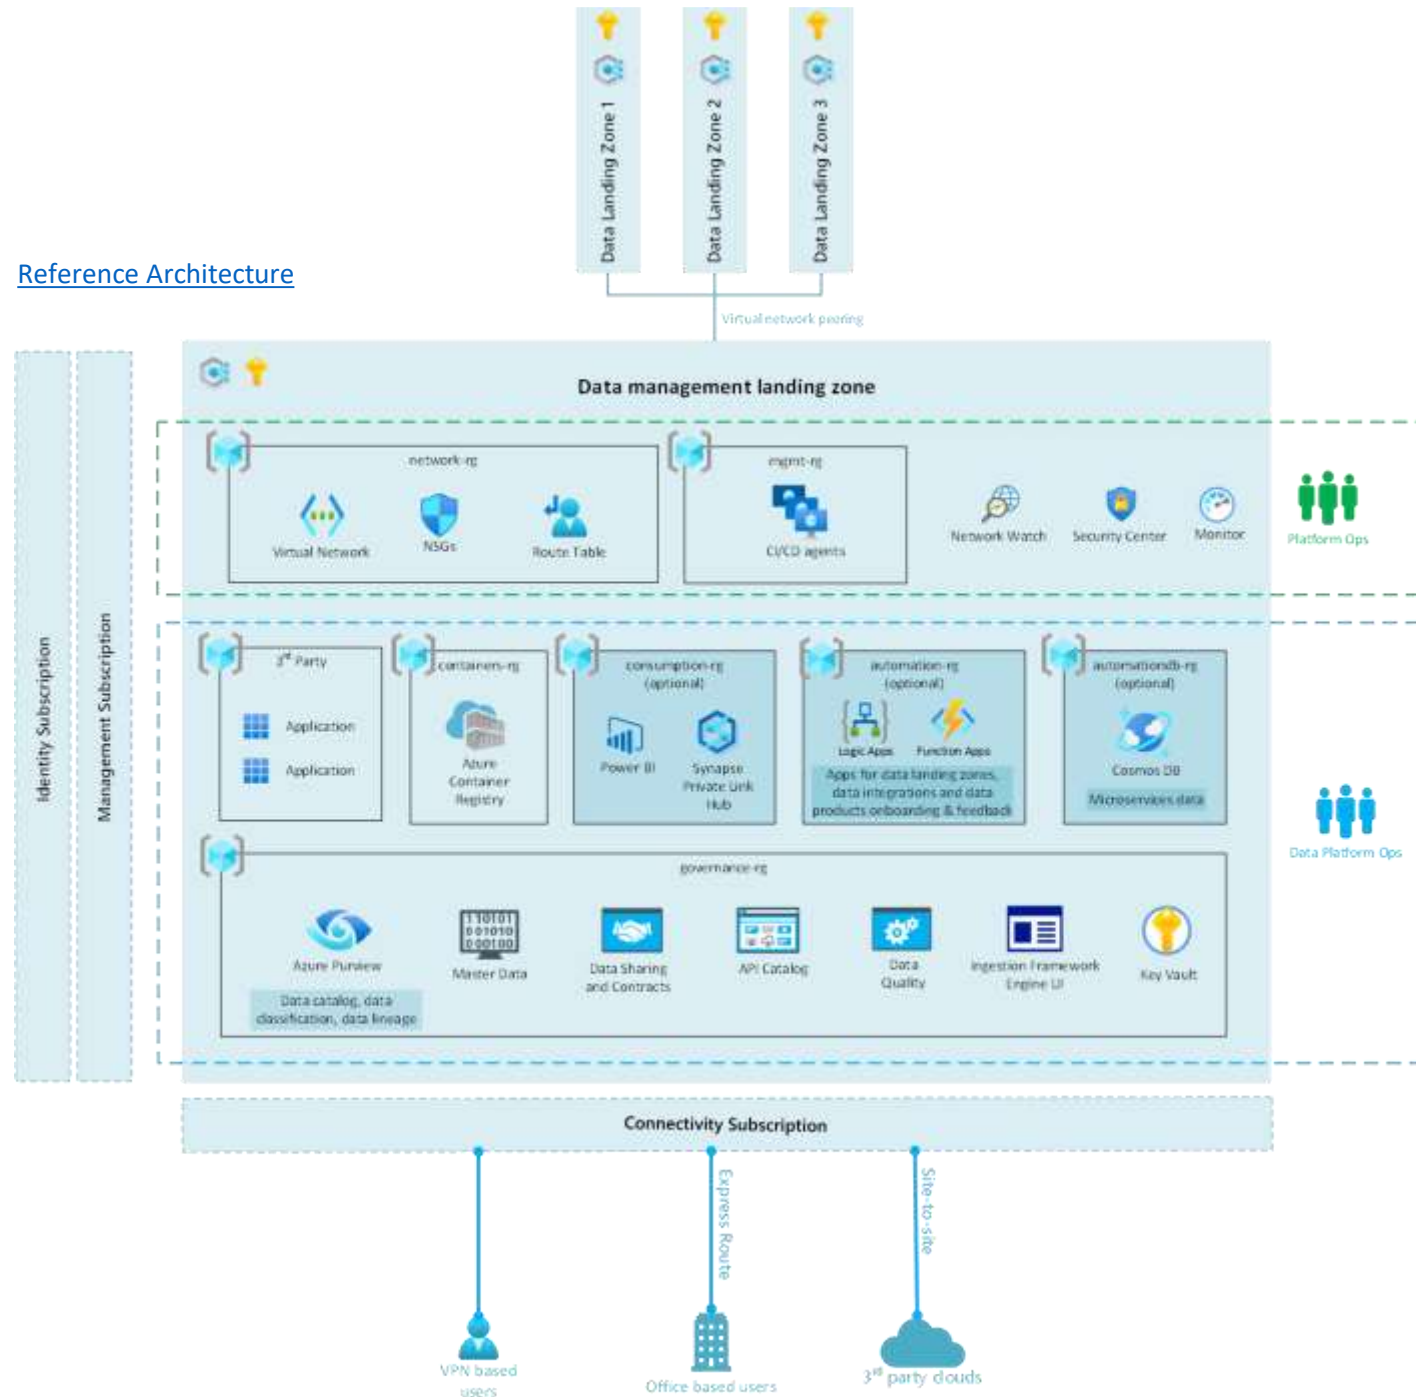 Data Landing Zone 1
Data Landing Zone 2
Data Landing Zone 3
Reference Architecture
Virtual network peering
Identity Subscription
Management Subscription
Data management landing zone
network-rg
Virtual Network
NSGs
Route Table
mgmt-rg
CI/CD agents
Network Watch
Security Center
Monitor
Platform Ops
3rd Party
Application
Application
containers-rg
Azure
Container
Registry
consumption-rg
(optional)
Power BI
Synapse
Private Link
Hub
automation-rg
(optional)
Logic Apps
Function Apps
Apps for data landing zones,
data integrations and data
products onboarding & feedback
automationdb-rg
(optional)
Cosmos DB
Microservices data
Data Platform Ops
governance-rg
Azure Purview
Data catalog, data
classification, data lineage
Master Data
110101
001010
000100
Data Sharing
and Contracts
API Catalog
Data
Quality
Ingestion Framework
Engine UI
Key Vault
Connectivity Subscription
Express Route
Site-to-site
VPN based
users
Office based users
3rd party clouds